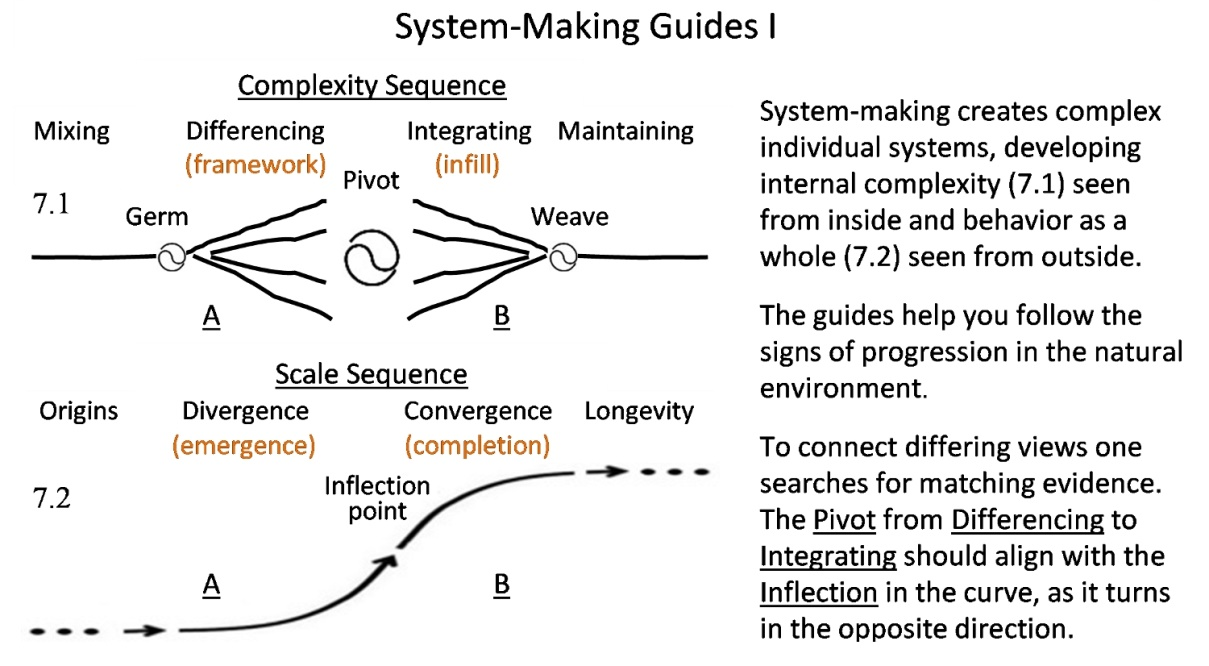 System-Making Guides I
Complexity Sequence
Mixing Differencing Integrating Maintaining
(framework) (infill)
Pivot
7.1
Germ Weave
A B
Scale Sequence
Origins Divergence Convergence Longevity
(emergence) (completion)
Inflection
point
7.2
A B
System-making creates complex
individual systems, developing
internal complexity (7.1) seen
from inside and behavior as a
whole (7.2) seen from outside.
The guides help you follow the
signs of progression in the natural
environment.
To connect differing views one
searches for matching evidence.
The Pivot from Differencing to
Integrating should align with the
Inflection in the curve, as it turns
in the opposite direction.